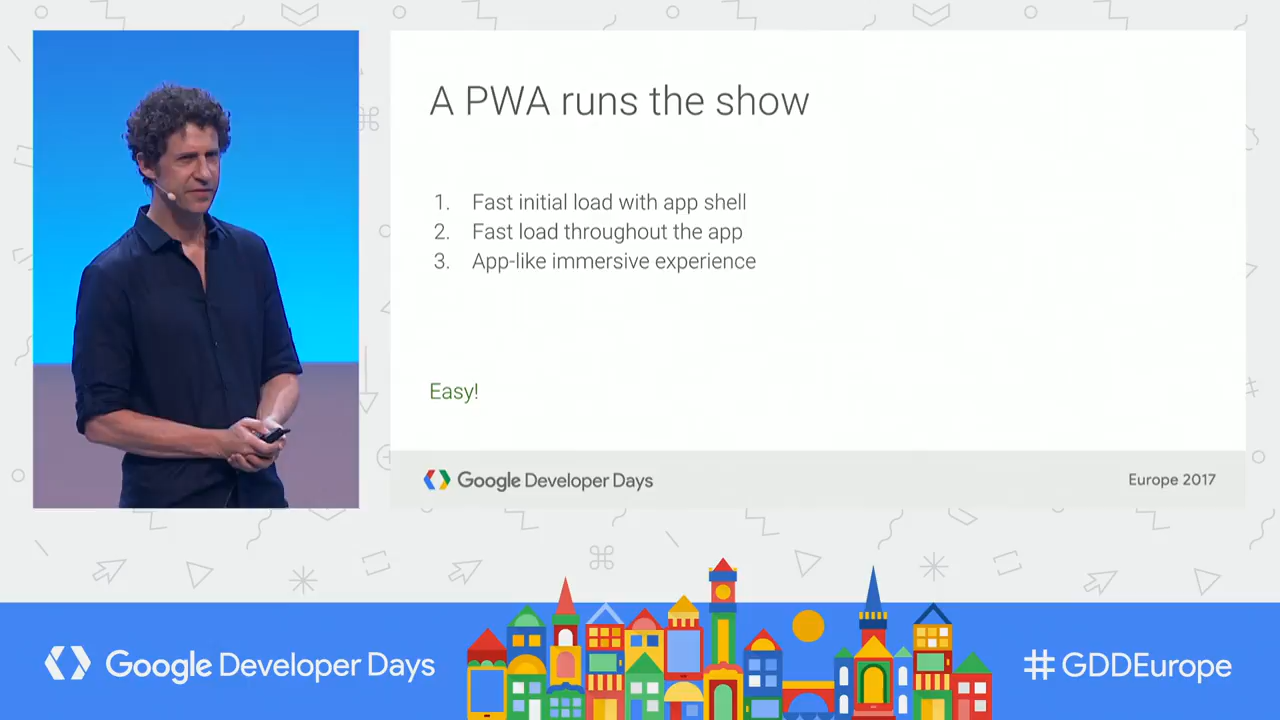 A PWA runs the show
1. Fast initial load with app shell
2. Fast load throughout the app
3. App-like immersive experience
Easy!
Google Developer Days
Europe 2017
Google Developer Days
#GDDEurope